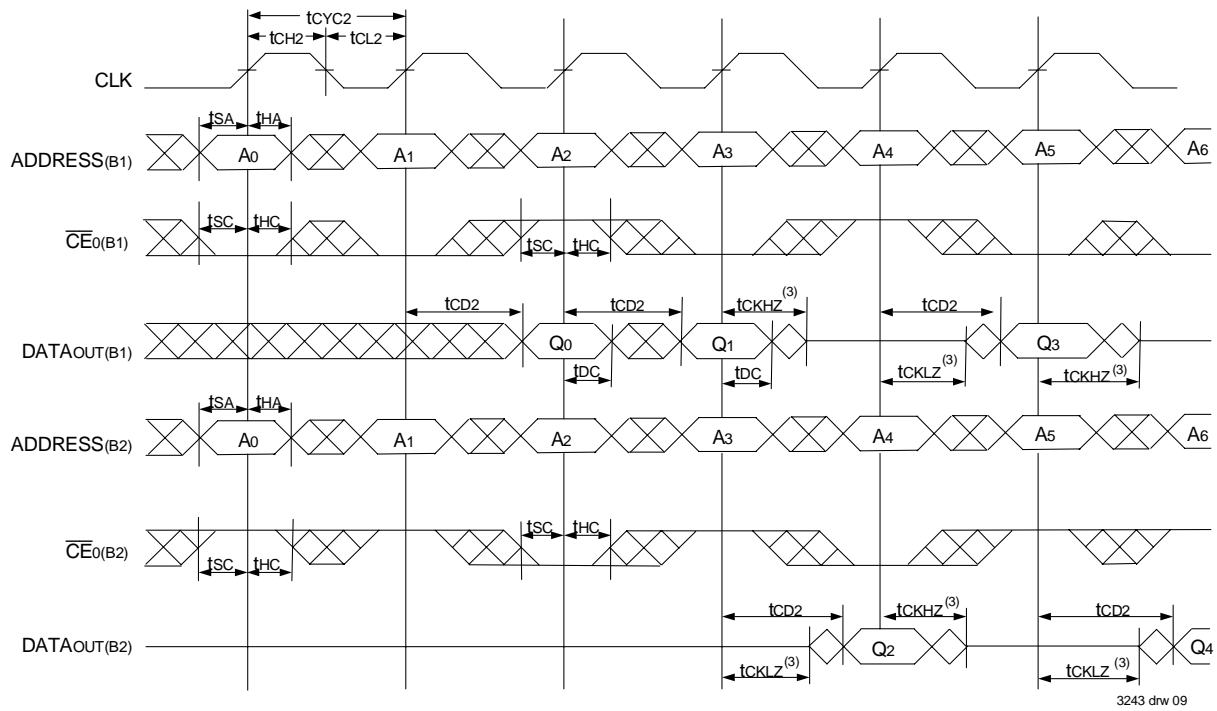 tCYC2
tCH2 tCL2
CLK
tSA tHA
ADDRESS(B1) A0 A1 A2 A3 A4 A5 A6
tSC tHC
CE0(B1)
tSC tHC
tCD2 tCD2 tCKHZ(3) tCD2
DATAOUT(B1) Q0 Q1 Q3
tDC tDC tCKLZ(3) tCKHZ(3)
tSA tHA
ADDRESS(B2) A0 A1 A2 A3 A4 A5 A6
tSC tHC
CE0(B2)
tSC tHC
tCD2 tCKHZ(3) tCD2
DATAOUT(B2) Q2 Q4
tCKLZ(3) tCKLZ(3)
3243 drw 09